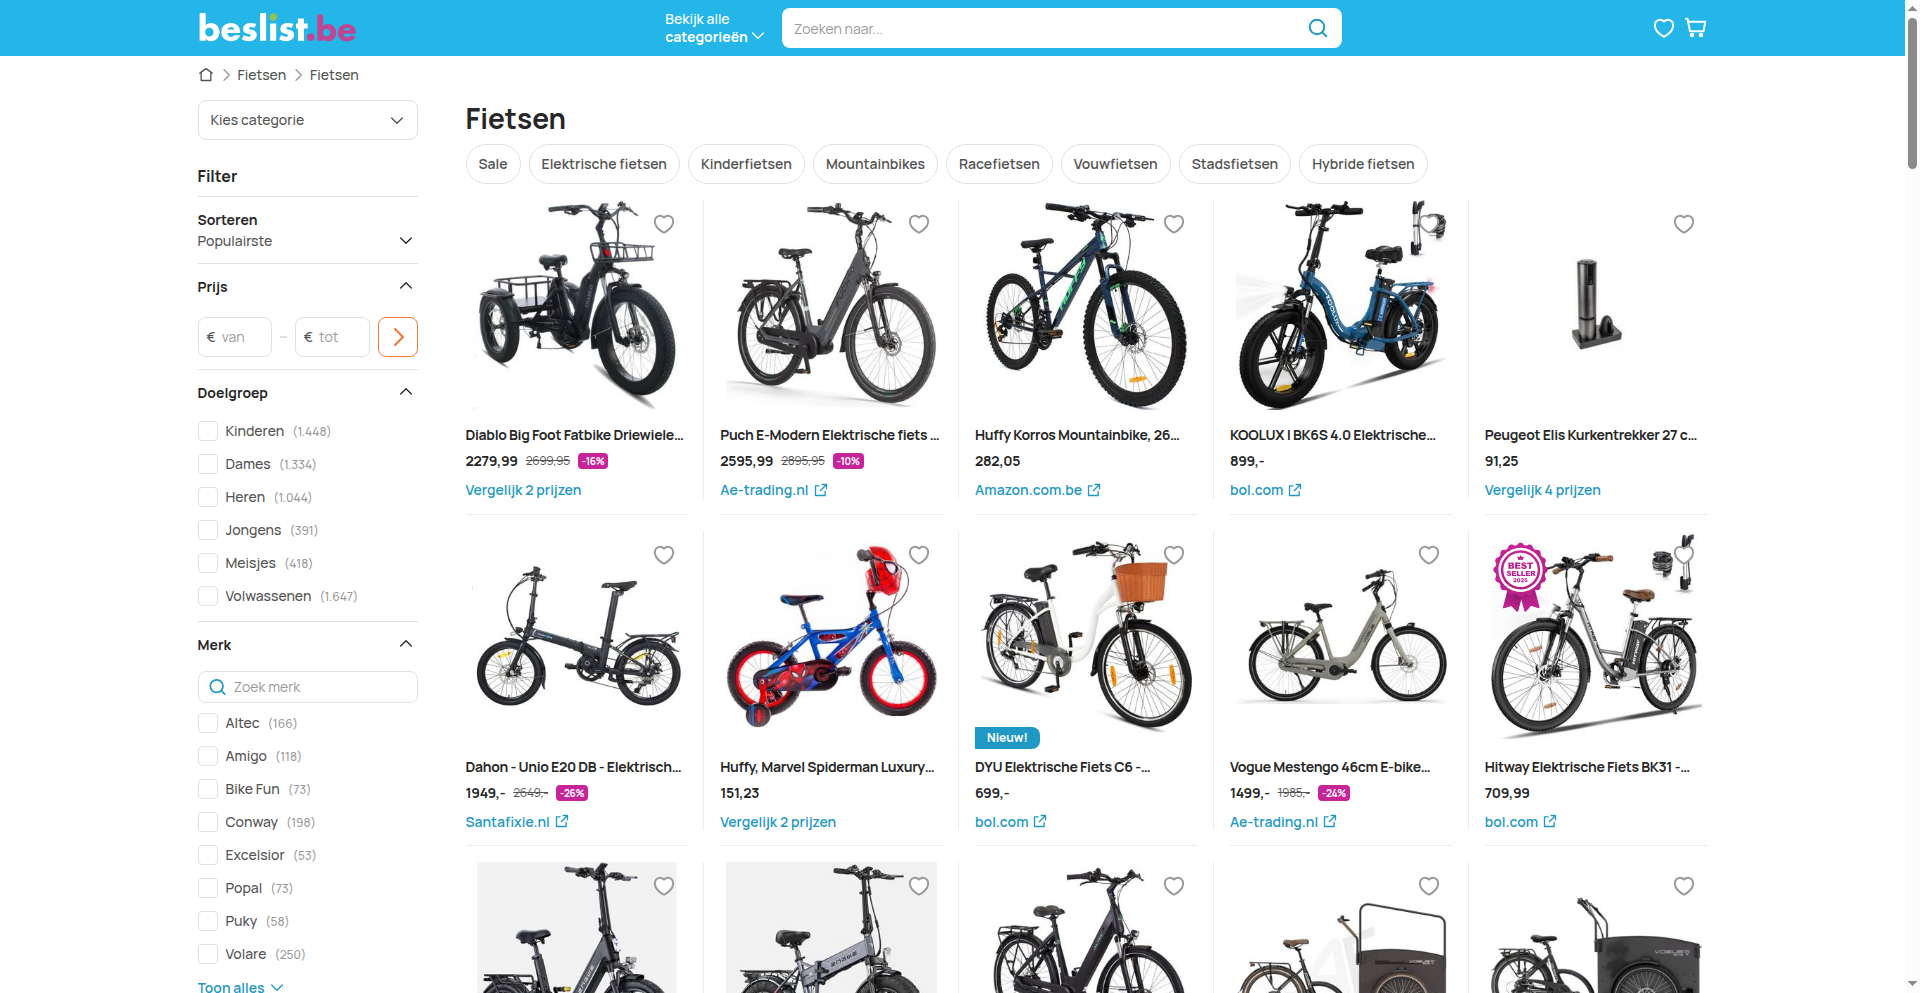 beslist.be
Bekijk alle
categorieën
Zoeken naar...
Fietsen
Fietsen
Kies categorie
Filter
Sorteren
Populairste
Prijs
€ van
–
€ tot
Doelgroep
Kinderen (1.448)
Dames (1.334)
Heren (1.044)
Jongens (391)
Meisjes (418)
Volwassenen (1.647)
Merk
Zoek merk
Altec (166)
Amigo (118)
Bike Fun (73)
Conway (198)
Excelsior (53)
Popal (73)
Puky (58)
Volare (250)
Toon alles
Fietsen
Sale
Elektrische fietsen
Kinderfietsen
Mountainbikes
Racefietsen
Vouwfietsen
Stadsfietsen
Hybride fietsen
Diablo Big Foot Fatbike Driewiele...
2279,99 2699,95 -16%
Vergelijk 2 prijzen
Puch E-Modern Elektrische fiets ...
2595,99 2895,95 -10%
Ae-trading.nl
HUFFY
Huffy Korros Mountainbike, 26...
282,05
Amazon.com.be
KOOLUX
KOOLUX | BK6S 4.0 Elektrische...
899,-
bol.com
Peugeot Elis Kurkentrekker 27 c...
91,25
Vergelijk 4 prijzen
Dahon - Unio E20 DB - Elektrisch...
1949,- 2649,- -26%
Santafixie.nl
Huffy, Marvel Spiderman Luxury...
151,23
Vergelijk 2 prijzen
Nieuw!
DYU Elektrische Fiets C6 -...
699,-
bol.com
Vogue Mestengo 46cm E-bike...
1499,- 1985,- -24%
Ae-trading.nl
BEST
SELLER
2025
Hitway Elektrische Fiets BK31 -...
709,99
bol.com
ENGWE
VOGUE